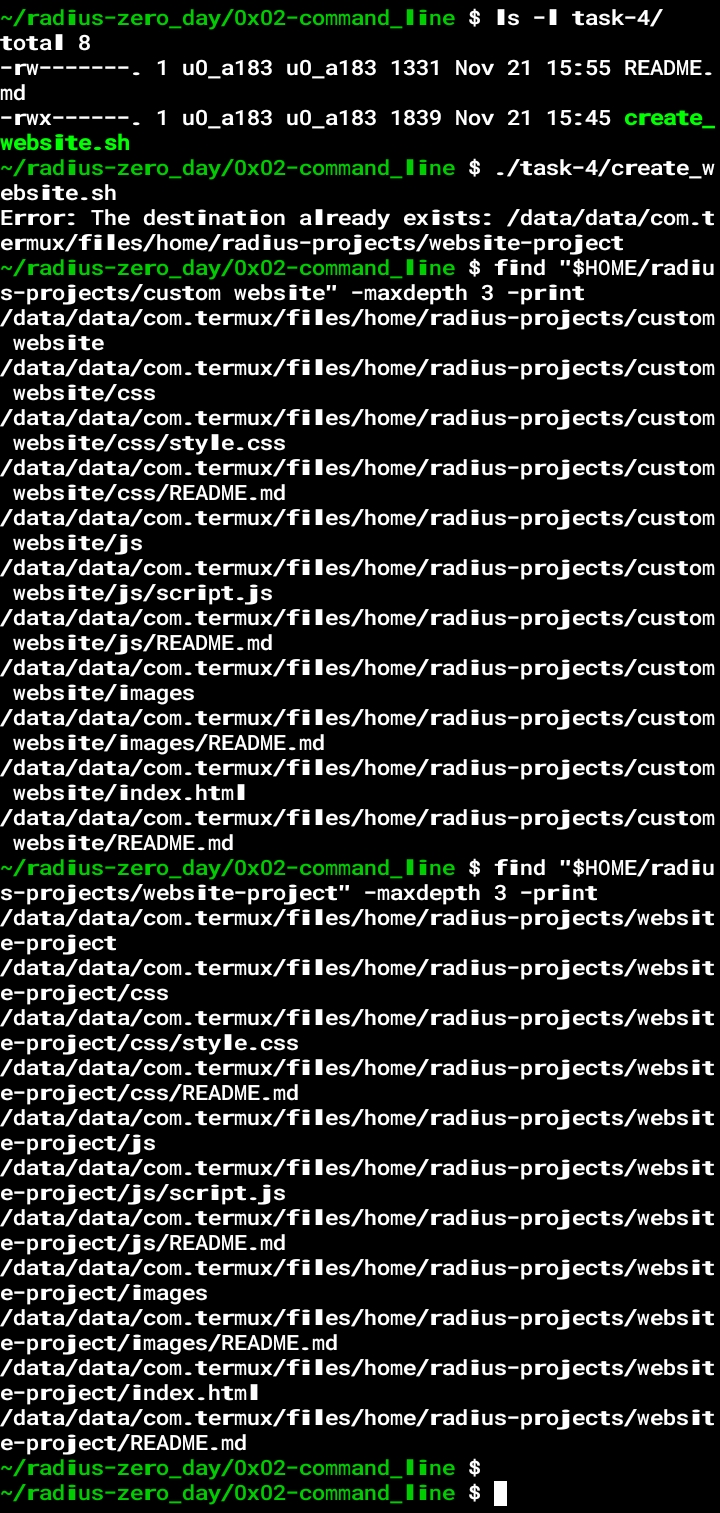 ~/radius-zero_day/0x02-command_line $ ls -l task-4/
total 8
-rw-------. 1 u0_a183 u0_a183 1331 Nov 21 15:55 README.
md
-rwx------. 1 u0_a183 u0_a183 1839 Nov 21 15:45 create_
website.sh
~/radius-zero_day/0x02-command_line $ ./task-4/create_w
ebsite.sh
Error: The destination already exists: /data/data/com.t
ermux/files/home/radius-projects/website-project
~/radius-zero_day/0x02-command_line $ find "$HOME/radiu
s-projects/custom website" -maxdepth 3 -print
/data/data/com.termux/files/home/radius-projects/custom
 website
/data/data/com.termux/files/home/radius-projects/custom
 website/css
/data/data/com.termux/files/home/radius-projects/custom
 website/css/style.css
/data/data/com.termux/files/home/radius-projects/custom
 website/css/README.md
/data/data/com.termux/files/home/radius-projects/custom
 website/js
/data/data/com.termux/files/home/radius-projects/custom
 website/js/script.js
/data/data/com.termux/files/home/radius-projects/custom
 website/js/README.md
/data/data/com.termux/files/home/radius-projects/custom
 website/images
/data/data/com.termux/files/home/radius-projects/custom
 website/images/README.md
/data/data/com.termux/files/home/radius-projects/custom
 website/index.html
/data/data/com.termux/files/home/radius-projects/custom
 website/README.md
~/radius-zero_day/0x02-command_line $ find "$HOME/radiu
s-projects/website-project" -maxdepth 3 -print
/data/data/com.termux/files/home/radius-projects/websit
e-project
/data/data/com.termux/files/home/radius-projects/websit
e-project/css
/data/data/com.termux/files/home/radius-projects/websit
e-project/css/style.css
/data/data/com.termux/files/home/radius-projects/websit
e-project/css/README.md
/data/data/com.termux/files/home/radius-projects/websit
e-project/js
/data/data/com.termux/files/home/radius-projects/websit
e-project/js/script.js
/data/data/com.termux/files/home/radius-projects/websit
e-project/js/README.md
/data/data/com.termux/files/home/radius-projects/websit
e-project/images
/data/data/com.termux/files/home/radius-projects/websit
e-project/images/README.md
/data/data/com.termux/files/home/radius-projects/websit
e-project/index.html
/data/data/com.termux/files/home/radius-projects/websit
e-project/README.md
~/radius-zero_day/0x02-command_line $
~/radius-zero_day/0x02-command_line $